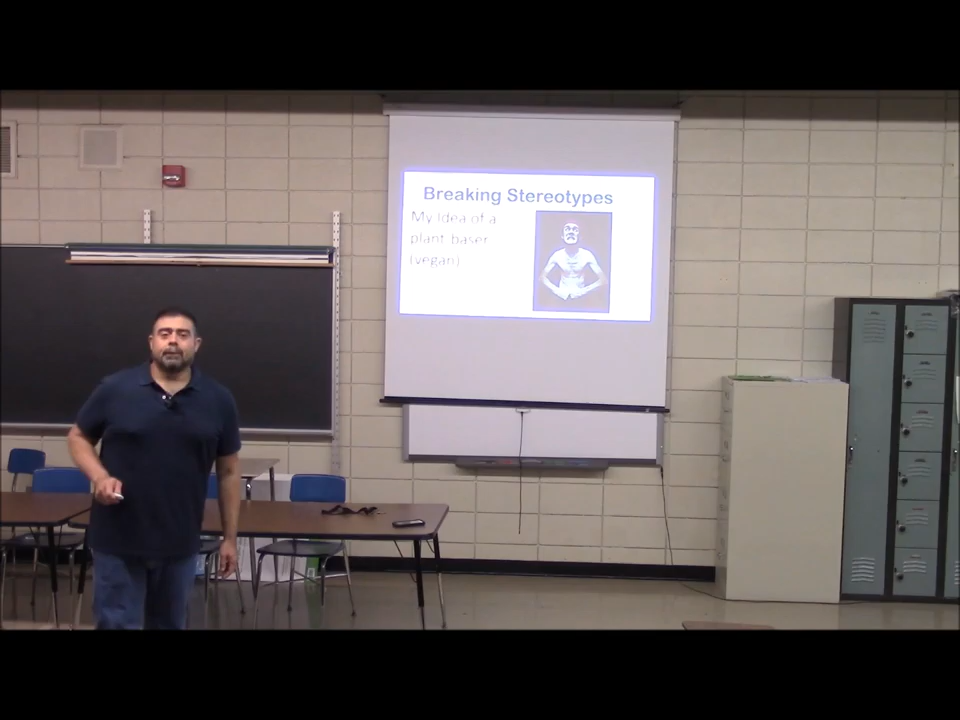 Breaking Stereotypes
My Idea of a
plant baser
(vegan)